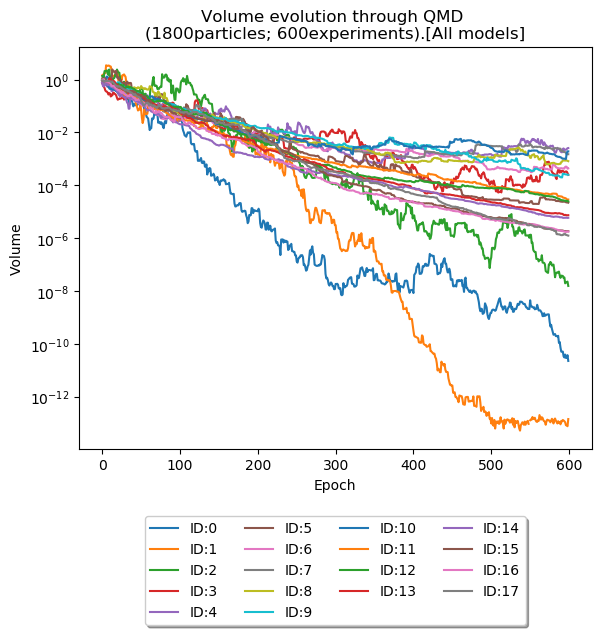 Volume evolution through QMD
(1800particles; 600experiments).[All models]
Volume
10^0
10^-2
10^-4
10^-6
10^-8
10^-10
10^-12
0 100 200 300 400 500 600
Epoch
ID:0 ID:5 ID:10 ID:14
ID:1 ID:6 ID:11 ID:15
ID:2 ID:7 ID:12 ID:16
ID:3 ID:8 ID:13 ID:17
ID:4 ID:9